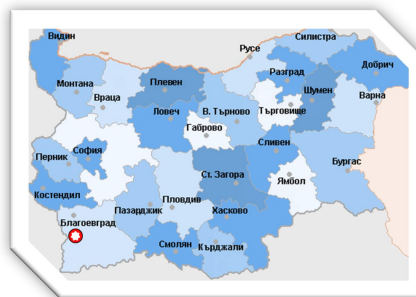 Видин
Силистра
Русе
Добрич
Плевен
Разград
Монтана
Шумен
Враца
Варна
Ловеч
В. Търново
Търговище
Габрово
София
Сливен
Перник
Бургас
Ст. Загора
Ямбол
Костендил
Пловдив
Пазарджик
Хасково
Благоевград
Смолян
Кърджали